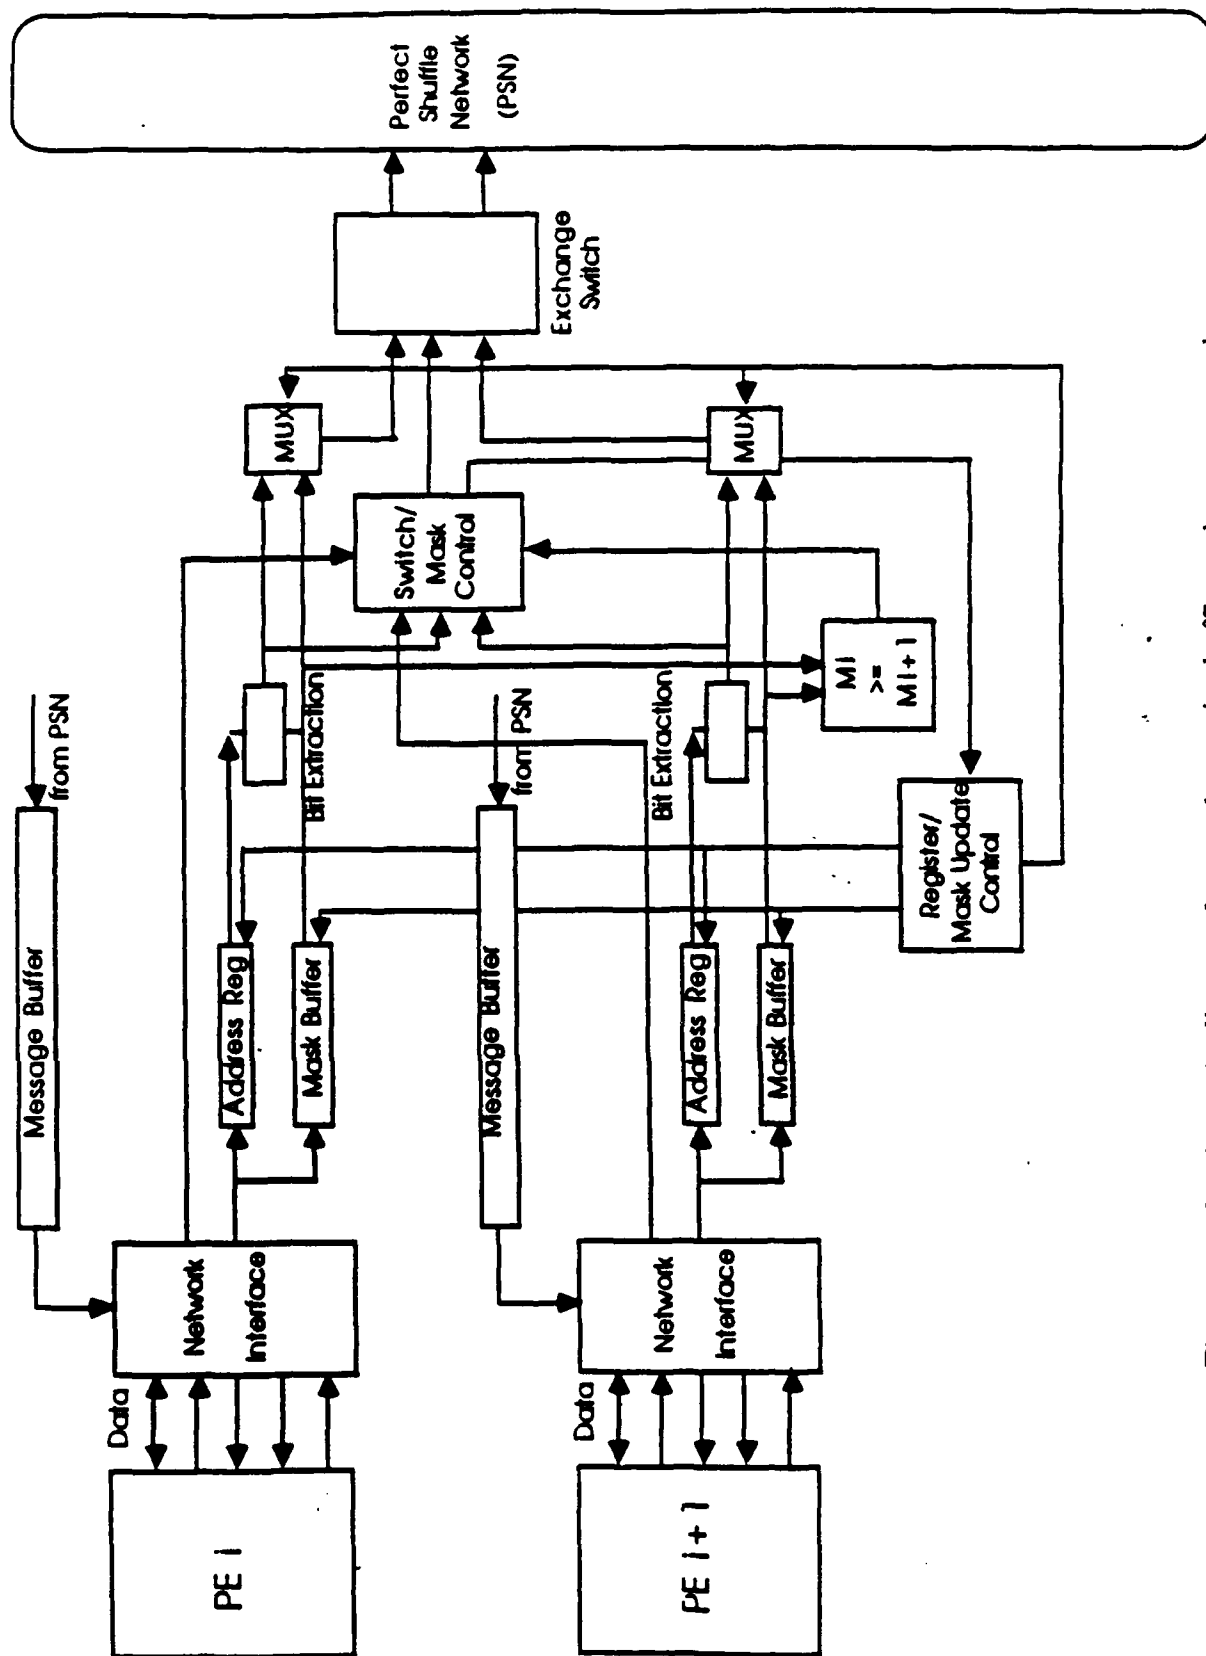 Message Buffer
from PSN
Data
PE i
Network
Interface
Address Reg
Mask Buffer
Bit Extraction
MUX
Switch/
Mask
Control
Exchange
Switch
Perfect
Shuffle
Network
(PSN)
Message Buffer
from PSN
Data
PE i+1
Network
Interface
Address Reg
Mask Buffer
Bit Extraction
MUX
Mi
>=
Mi+1
Register/
Mask Update
Control